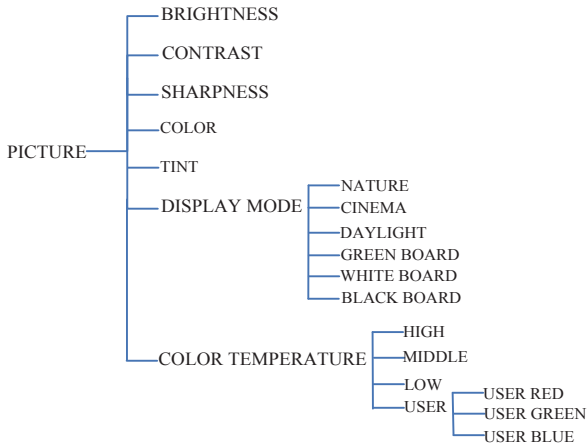 BRIGHTNESS
CONTRAST
SHARPNESS
COLOR
PICTURE
TINT
NATURE
DISPLAY MODE
CINEMA
DAYLIGHT
GREEN BOARD
WHITE BOARD
BLACK BOARD
HIGH
COLOR TEMPERATURE
MIDDLE
LOW
USER RED
USER
USER GREEN
USER BLUE